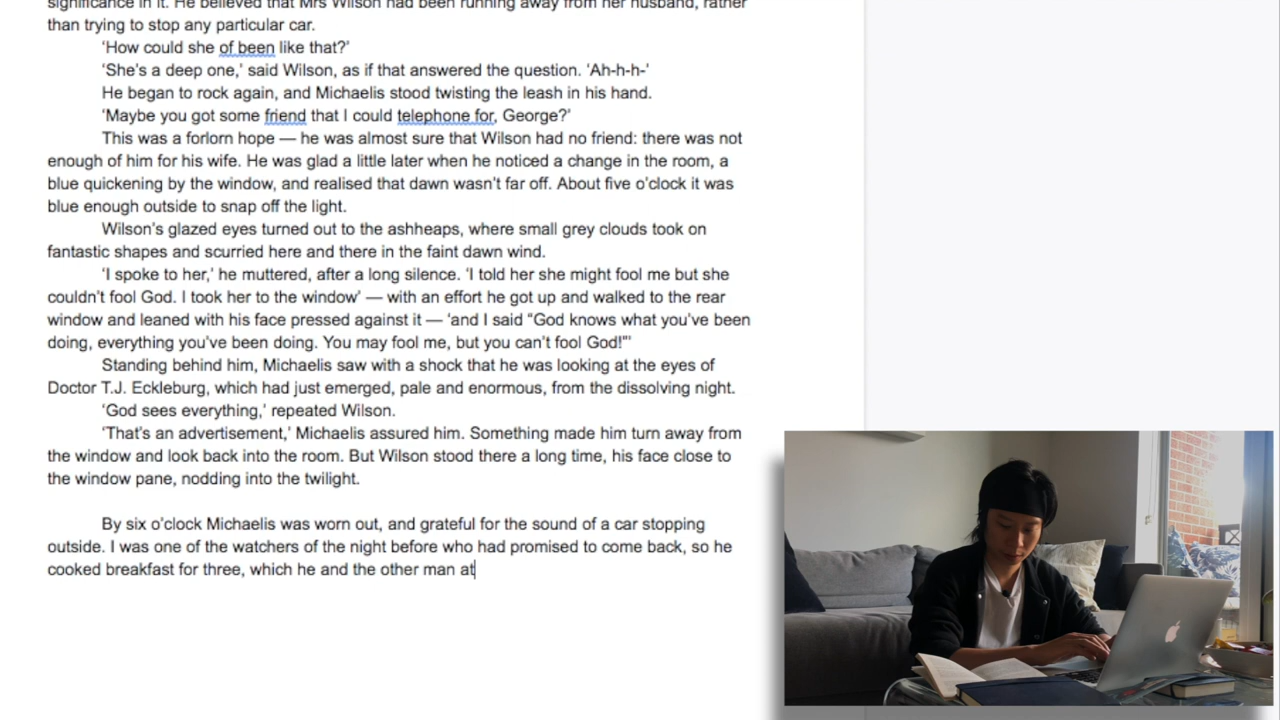 significance in it. He believed that Mrs Wilson had been running away from her husband, rather
than trying to stop any particular car.
‘How could she of been like that?’
‘She’s a deep one,’ said Wilson, as if that answered the question. ‘Ah-h-h-’
He began to rock again, and Michaelis stood twisting the leash in his hand.
‘Maybe you got some friend that I could telephone for, George?’
This was a forlorn hope — he was almost sure that Wilson had no friend: there was not
enough of him for his wife. He was glad a little later when he noticed a change in the room, a
blue quickening by the window, and realised that dawn wasn’t far off. About five o’clock it was
blue enough outside to snap off the light.
Wilson’s glazed eyes turned out to the ashheaps, where small grey clouds took on
fantastic shapes and scurried here and there in the faint dawn wind.
‘I spoke to her,’ he muttered, after a long silence. ‘I told her she might fool me but she
couldn’t fool God. I took her to the window’ — with an effort he got up and walked to the rear
window and leaned with his face pressed against it — ‘and I said “God knows what you’ve been
doing, everything you’ve been doing. You may fool me, but you can’t fool God!”’
Standing behind him, Michaelis saw with a shock that he was looking at the eyes of
Doctor T.J. Eckleburg, which had just emerged, pale and enormous, from the dissolving night.
‘God sees everything,’ repeated Wilson.
‘That’s an advertisement,’ Michaelis assured him. Something made him turn away from
the window and look back into the room. But Wilson stood there a long time, his face close to
the window pane, nodding into the twilight.
By six o’clock Michaelis was worn out, and grateful for the sound of a car stopping
outside. I was one of the watchers of the night before who had promised to come back, so he
cooked breakfast for three, which he and the other man at